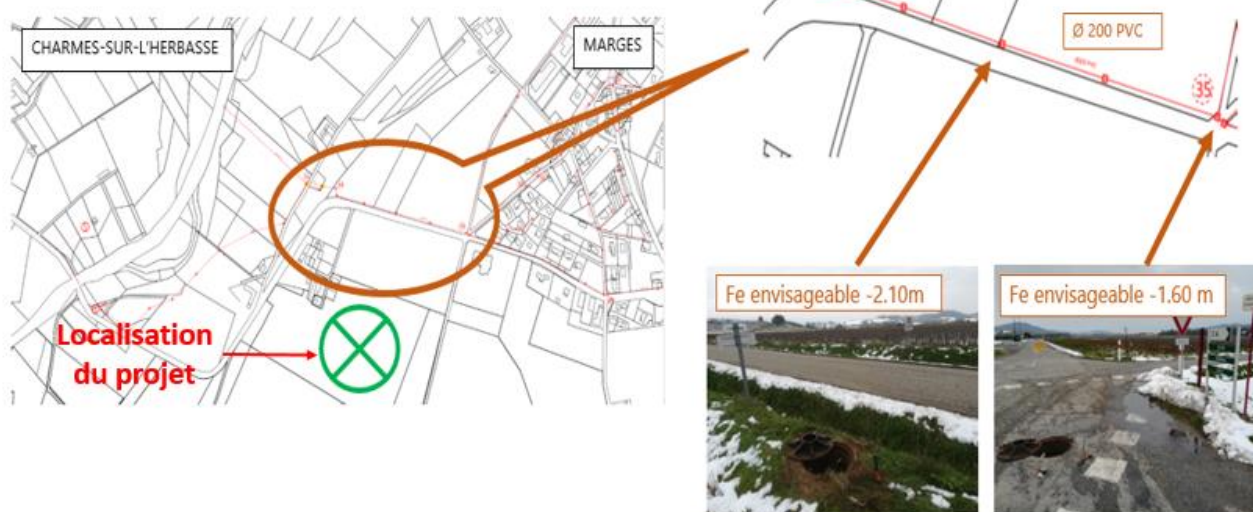 CHARMES-SUR-L'HERBASSE
MARGES
Ø 200 PVC
35
Fe envisageable -2.10m
Fe envisageable -1.60 m
Localisation
du projet